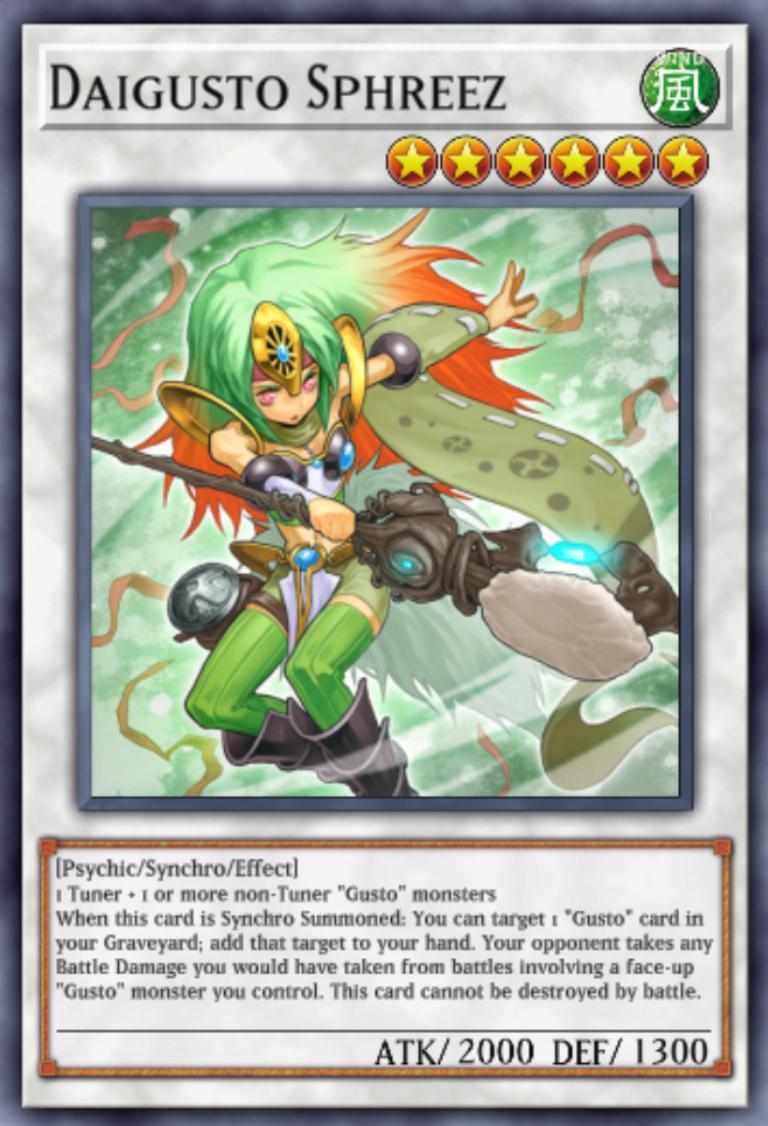 Daigusto Sphreez
WIND
風
[Psychic/Synchro/Effect]
1 Tuner + 1 or more non-Tuner "Gusto" monsters
When this card is Synchro Summoned: You can target 1 "Gusto" card in
your Graveyard; add that target to your hand. Your opponent takes any
Battle Damage you would have taken from battles involving a face-up
"Gusto" monster you control. This card cannot be destroyed by battle.
ATK/ 2000 DEF/ 1300